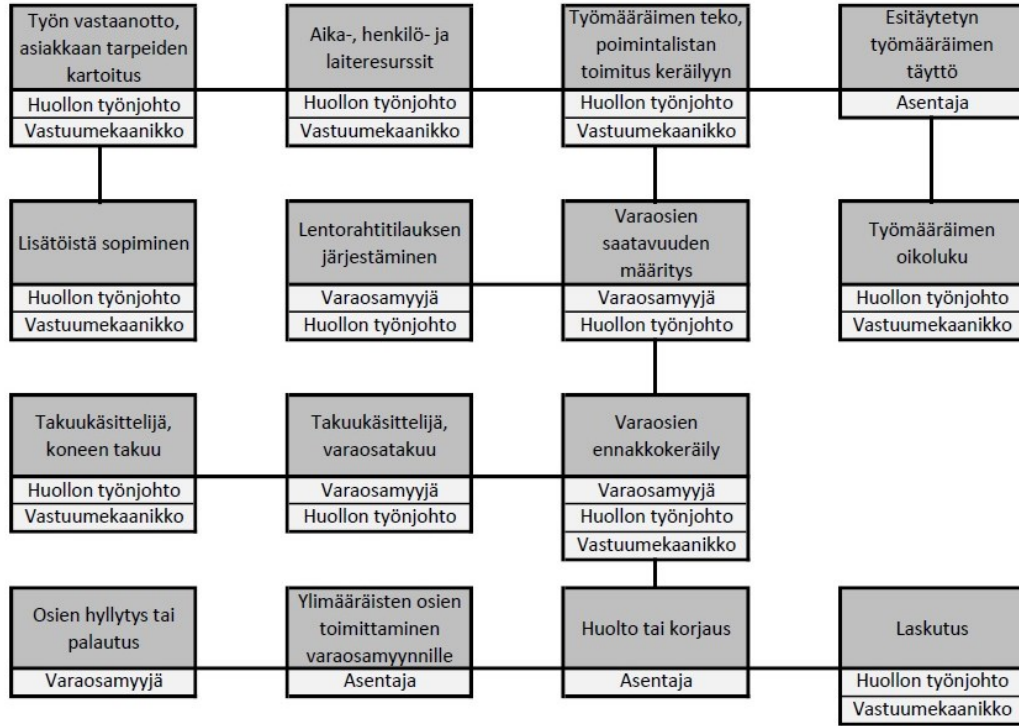 Työn vastaanotto,
asiakkaan tarpeiden
kartoitus
Huollon työnjohto
Vastuumekaanikko
Aika-, henkilö- ja
laiteresurssit
Huollon työnjohto
Vastuumekaanikko
Työmääräimen teko,
poimintalistan
toimitus keräilyyn
Huollon työnjohto
Vastuumekaanikko
Esitäytetyn
työmääräimen
täyttö
Asentaja
Lisätöistä sopiminen
Huollon työnjohto
Vastuumekaanikko
Lentorahtitilauksen
järjestäminen
Varaosamyyjä
Huollon työnjohto
Varaosien
saatavuuden
määritys
Varaosamyyjä
Huollon työnjohto
Työmääräimen
oikoluku
Huollon työnjohto
Vastuumekaanikko
Takuukäsittelijä,
koneen takuu
Huollon työnjohto
Vastuumekaanikko
Takuukäsittelijä,
varaosatakuu
Varaosamyyjä
Huollon työnjohto
Varaosien
ennakkokeräily
Varaosamyyjä
Huollon työnjohto
Vastuumekaanikko
Osien hyllytys tai
palautus
Varaosamyyjä
Ylimääräisten osien
toimittaminen
varaosamyynnille
Asentaja
Huolto tai korjaus
Asentaja
Laskutus
Huollon työnjohto
Vastuumekaanikko